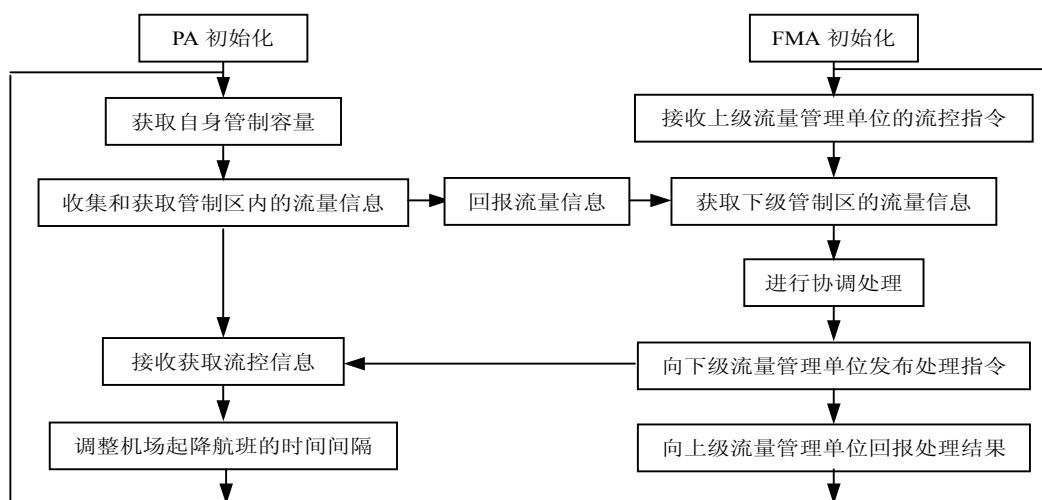 PA 初始化
FMA 初始化
获取自身管制容量
接收上级流量管理单位的流控指令
收集和获取管制区内的流量信息
回报流量信息
获取下级管制区的流量信息
进行协调处理
接收获取流控信息
向下级流量管理单位发布处理指令
调整机场起降航班的时间间隔
向上级流量管理单位回报处理结果